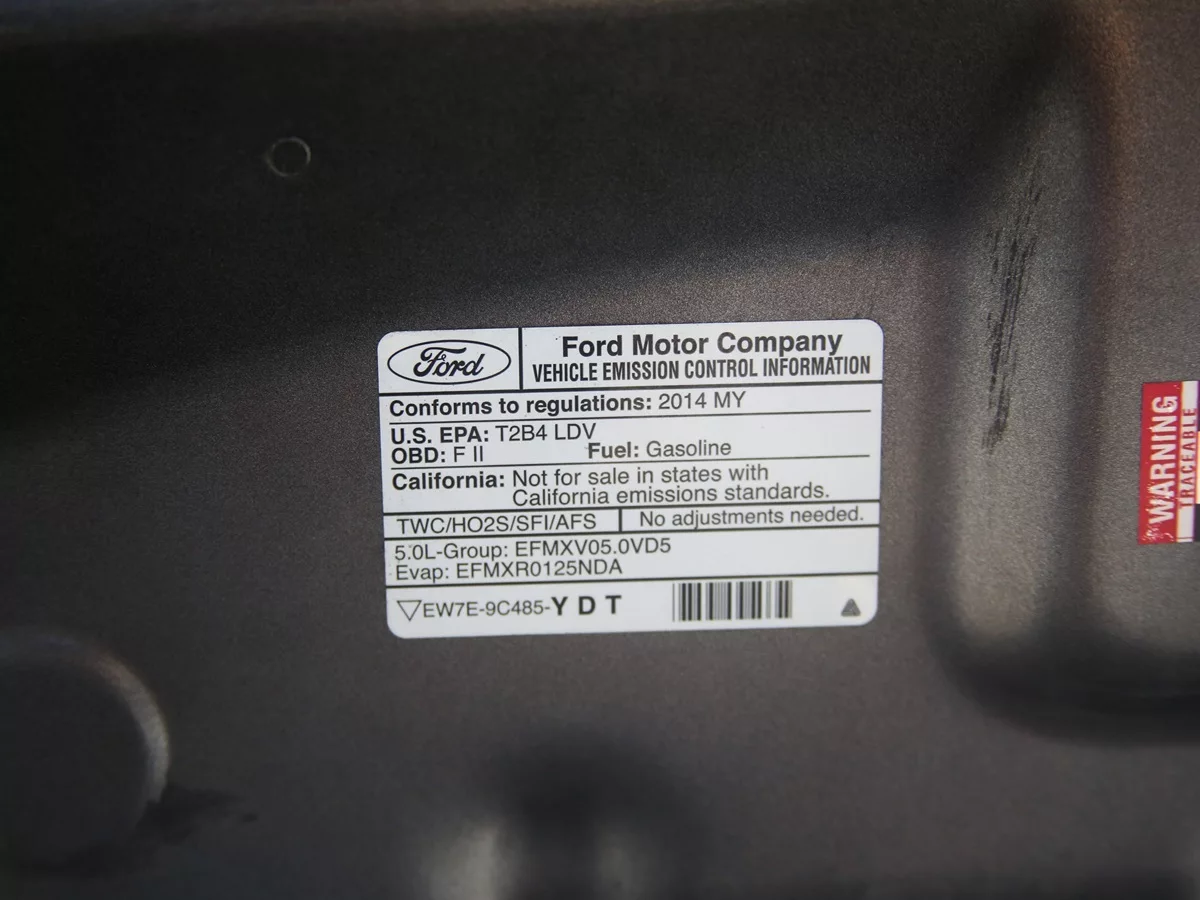 Ford
Ford Motor Company
VEHICLE EMISSION CONTROL INFORMATION
Conforms to regulations: 2014 MY
U.S. EPA: T2B4 LDV
OBD: F II Fuel: Gasoline
California: Not for sale in states with
California emissions standards.
TWC/HO2S/SFI/AFS No adjustments needed.
5.0L-Group: EFMXV05.0VD5
Evap: EFMXR0125NDA
EW7E-9C485-Y D T
WARNING
TRACEABLE